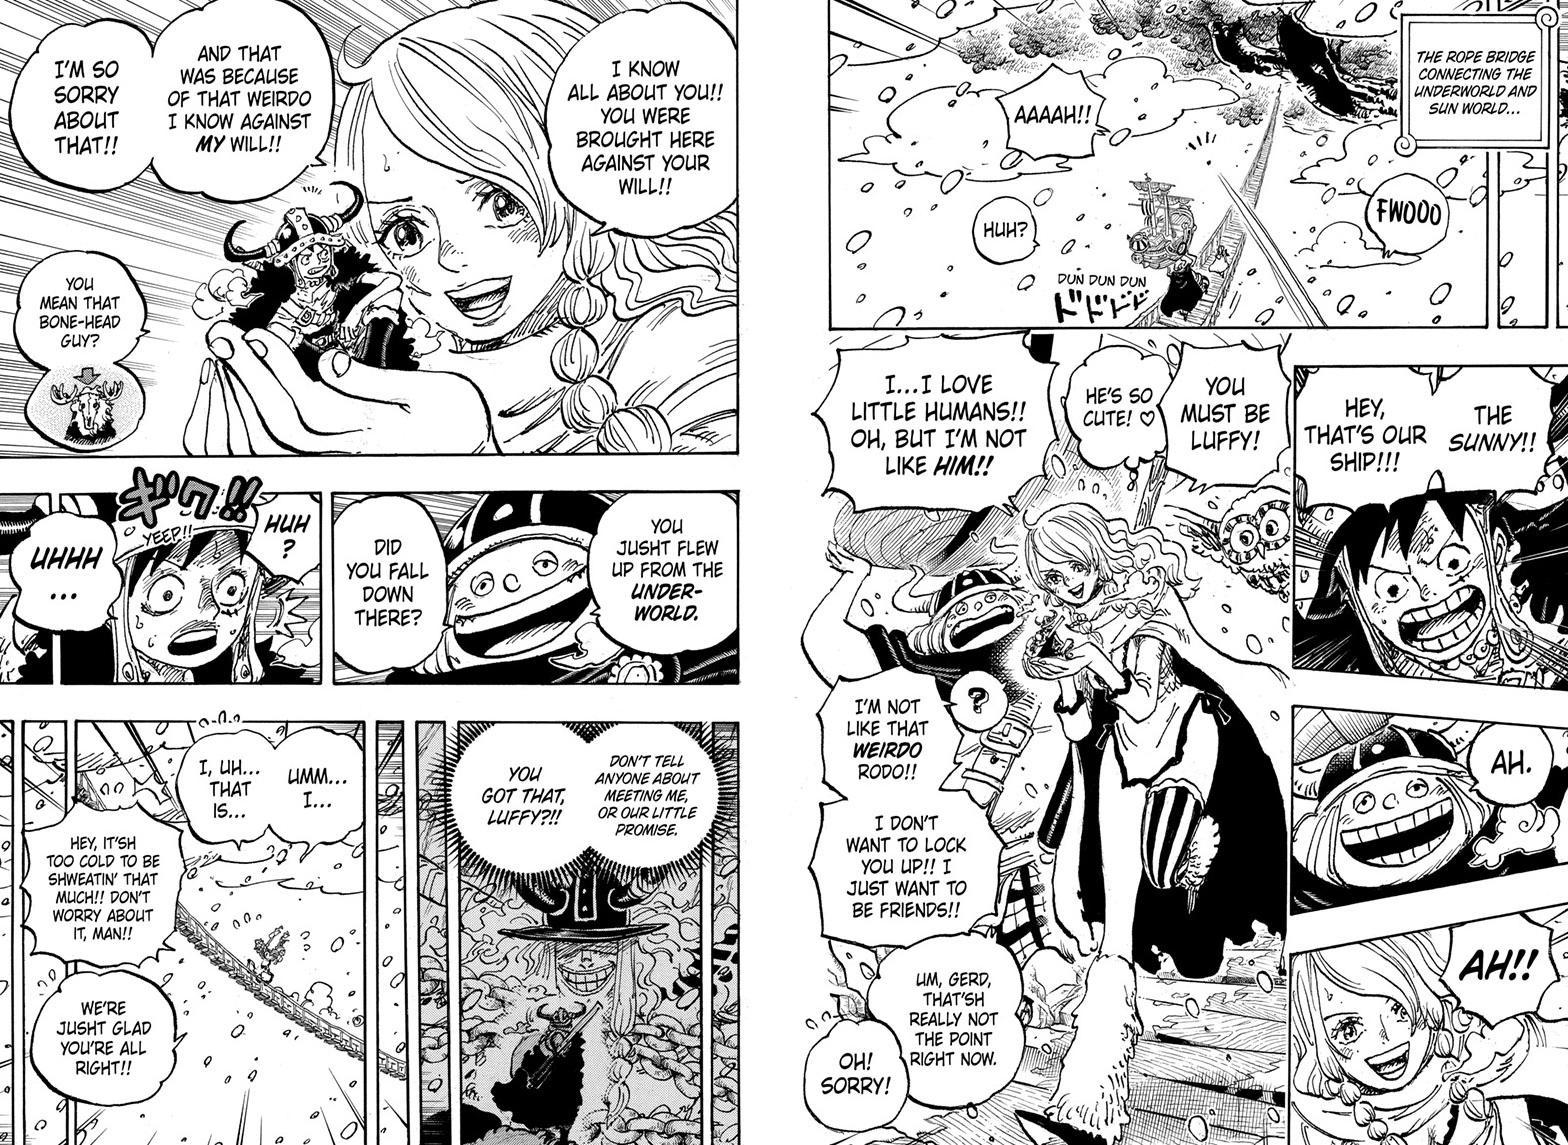 THE ROPE BRIDGE
CONNECTING THE
UNDERWORLD AND
SUN WORLD...
FWOOO
AAAAH!!
HUH?
DUN DUN DUN
ドドドド
THE
SUNNY!!
HEY,
THAT'S OUR
SHIP!!!
AH.
AH!!
YOU
MUST BE
LUFFY!
HE'S SO
CUTE! ♡
I...I LOVE
LITTLE HUMANS!!
OH, BUT I'M NOT
LIKE HIM!!
?
I'M NOT
LIKE THAT
WEIRDO
RODO!!
I DON'T
WANT TO LOCK
YOU UP!! I
JUST WANT TO
BE FRIENDS!!
UM, GERD,
THAT'SH
REALLY NOT
THE POINT
RIGHT NOW.
OH!
SORRY!
I KNOW
ALL ABOUT YOU!!
YOU WERE
BROUGHT HERE
AGAINST YOUR
WILL!!
AND THAT
WAS BECAUSE
OF THAT WEIRDO
I KNOW AGAINST
MY WILL!!
I'M SO
SORRY
ABOUT
THAT!!
YOU
MEAN THAT
BONE-HEAD
GUY?
YOU
JUSHT FLEW
UP FROM THE
UNDER-
WORLD.
DID
YOU FALL
DOWN
THERE?
HUH
?
ギクッ!!
YEEP!!
UHHH
...
DON'T TELL
ANYONE ABOUT
MEETING ME,
OR OUR LITTLE
PROMISE.
YOU
GOT THAT,
LUFFY?!!
UMM...
I...
I, UH...
THAT
IS...
HEY, IT'SH
TOO COLD TO BE
SHWEATIN' THAT
MUCH!! DON'T
WORRY ABOUT
IT, MAN!!
WE'RE
JUSHT GLAD
YOU'RE ALL
RIGHT!!